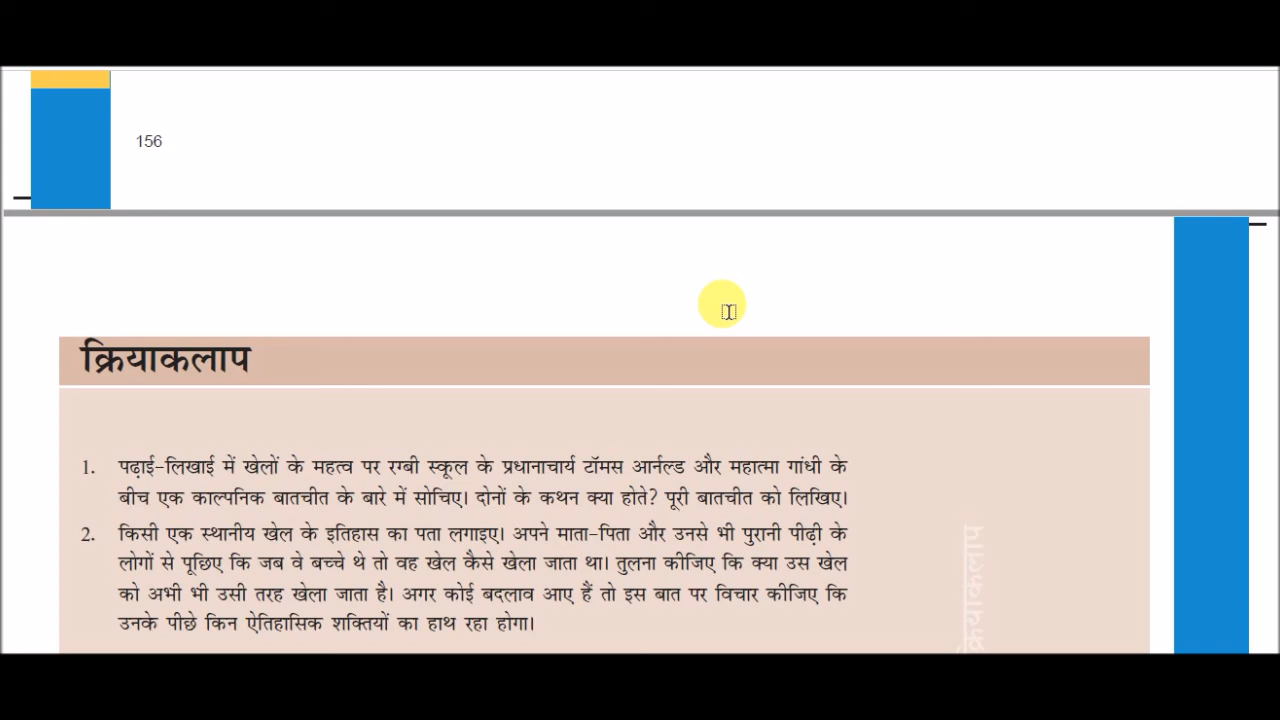 156
क्रियाकलाप
1. पढ़ाई-लिखाई में खेलों के महत्व पर रग्बी स्कूल के प्रधानाचार्य टॉमस आर्नल्ड और महात्मा गांधी के
बीच एक काल्पनिक बातचीत के बारे में सोचिए। दोनों के कथन क्या होते? पूरी बातचीत को लिखिए।
2. किसी एक स्थानीय खेल के इतिहास का पता लगाइए। अपने माता-पिता और उनसे भी पुरानी पीढ़ी के
लोगों से पूछिए कि जब वे बच्चे थे तो वह खेल कैसे खेला जाता था। तुलना कीजिए कि क्या उस खेल
को अभी भी उसी तरह खेला जाता है। अगर कोई बदलाव आए हैं तो इस बात पर विचार कीजिए कि
उनके पीछे किन ऐतिहासिक शक्तियों का हाथ रहा होगा।
क्रियाकलाप